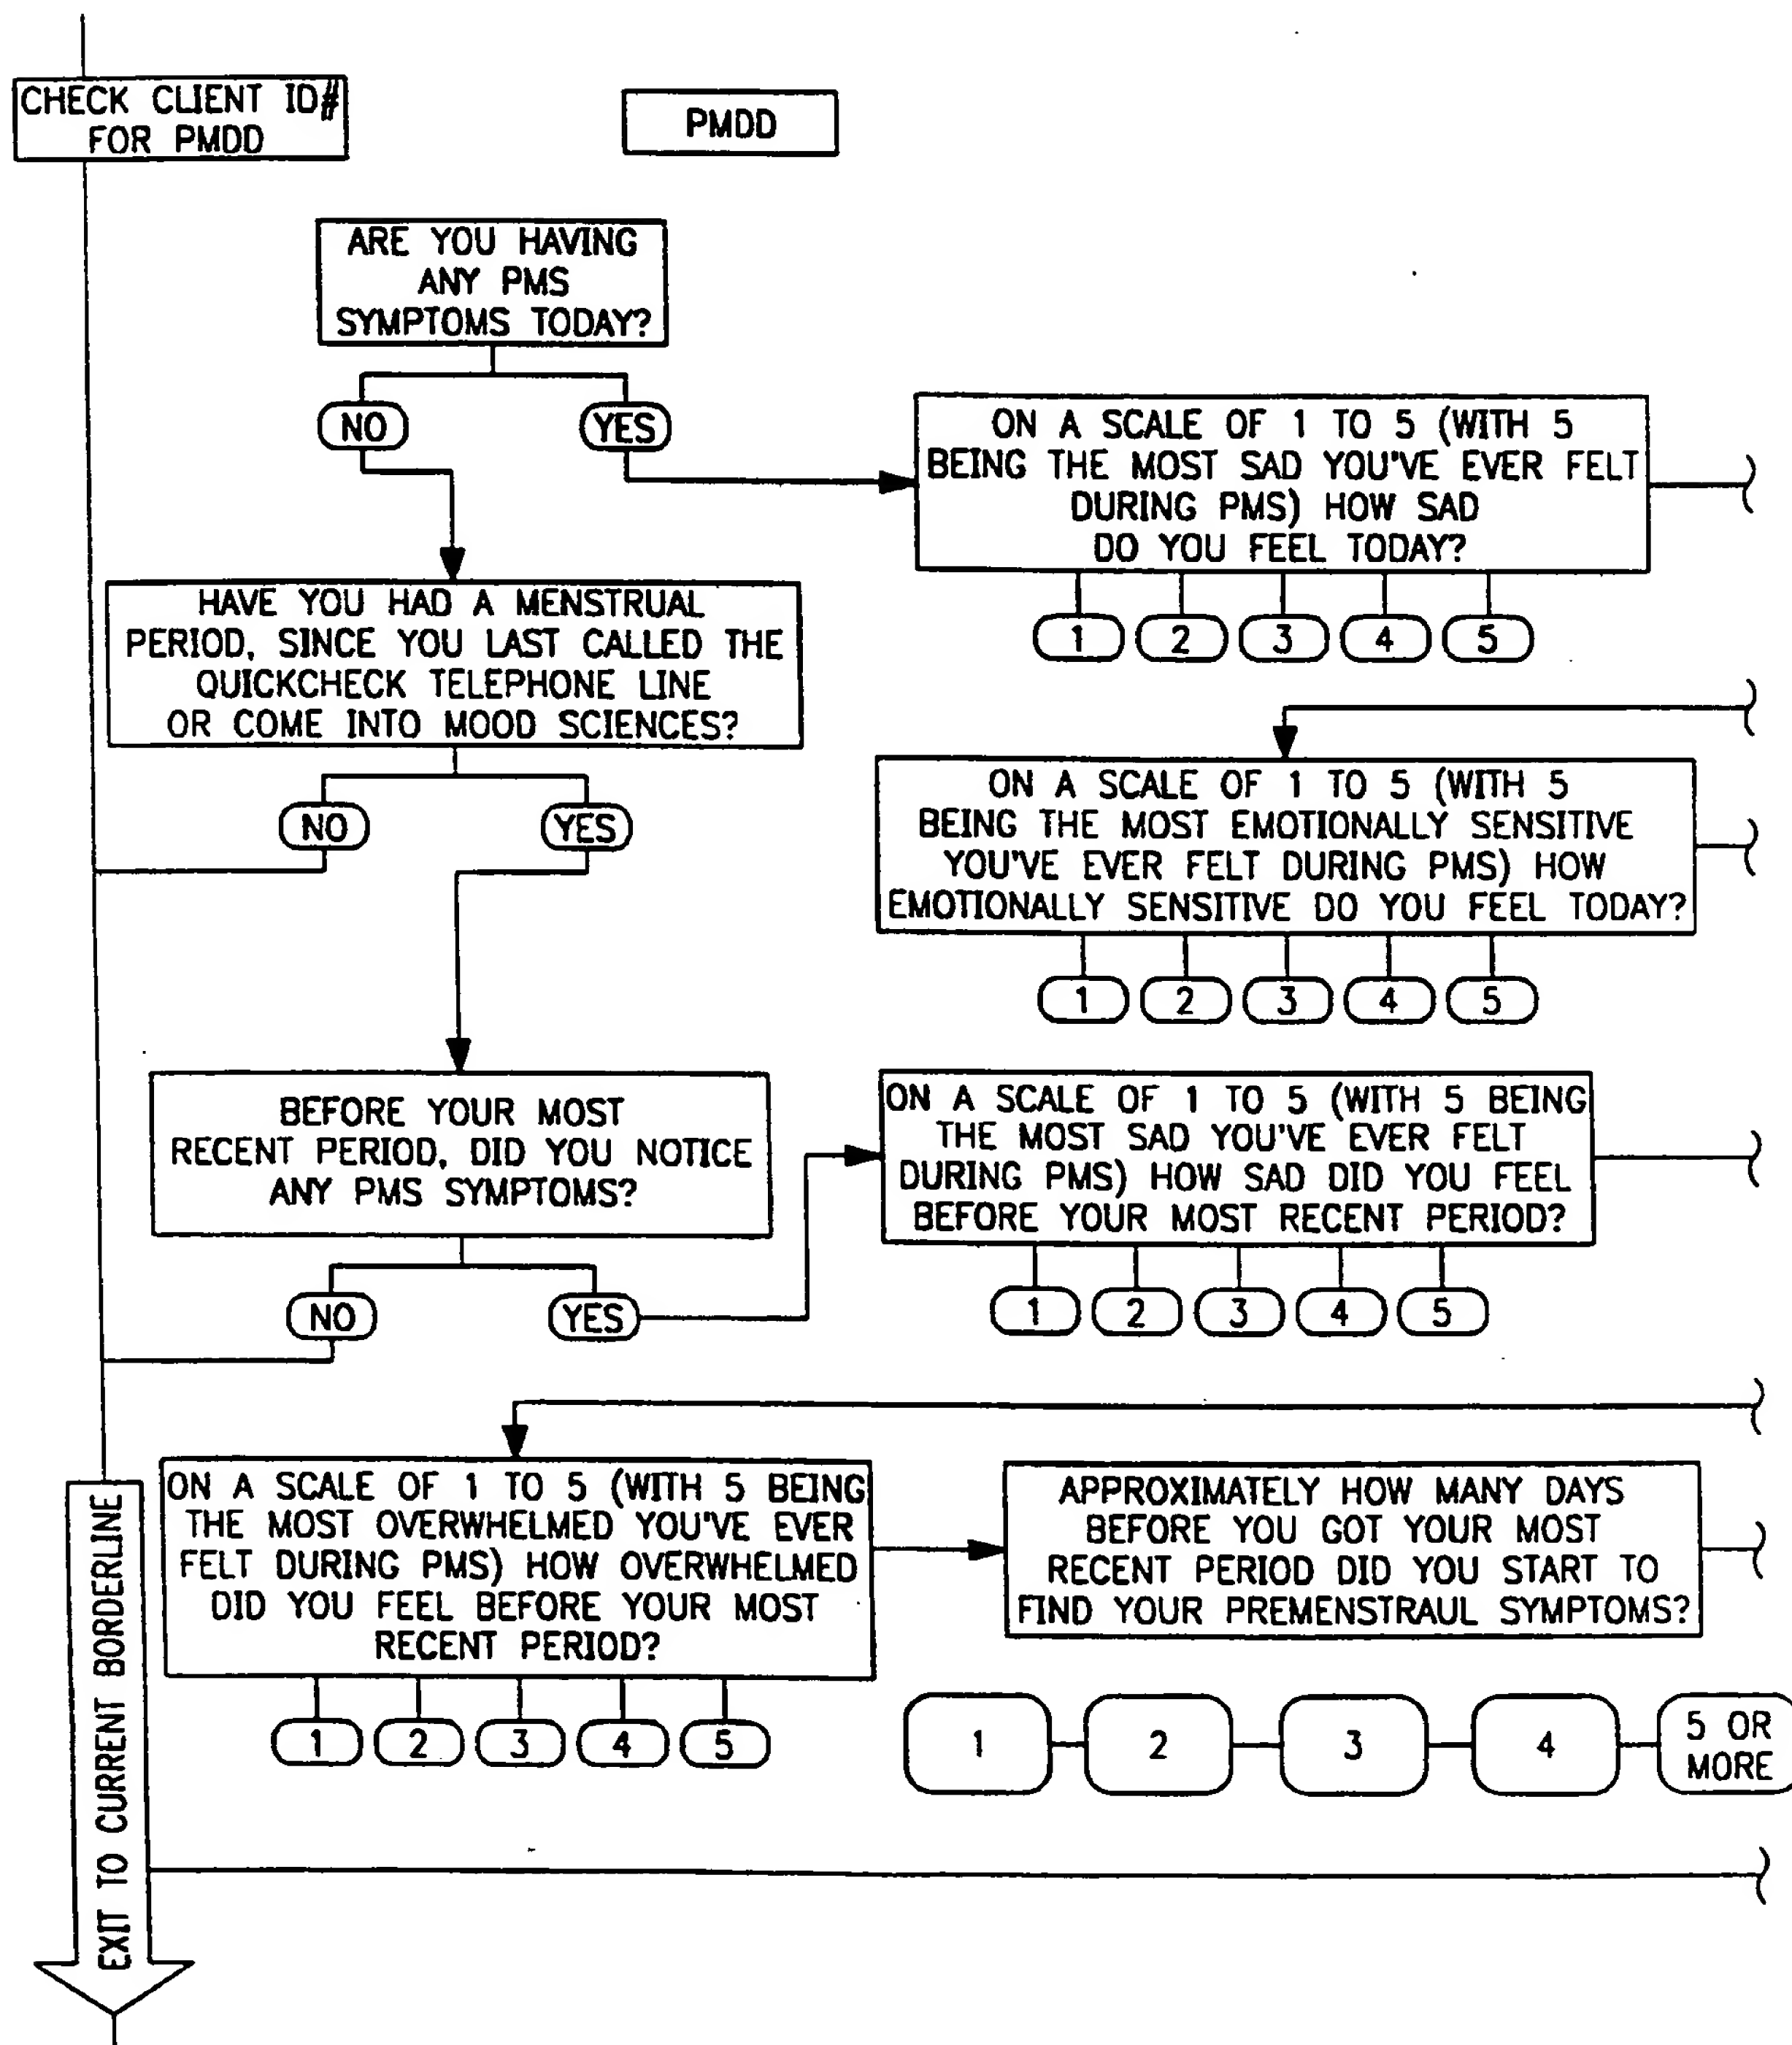 CHECK CLIENT ID#
FOR PMDD
PMDD
ARE YOU HAVING
ANY PMS
SYMPTOMS TODAY?
NO
YES
ON A SCALE OF 1 TO 5 (WITH 5
BEING THE MOST SAD YOU'VE EVER FELT
DURING PMS) HOW SAD
DO YOU FEEL TODAY?
1
2
3
4
5
HAVE YOU HAD A MENSTRUAL
PERIOD, SINCE YOU LAST CALLED THE
QUICKCHECK TELEPHONE LINE
OR COME INTO MOOD SCIENCES?
NO
YES
ON A SCALE OF 1 TO 5 (WITH 5
BEING THE MOST EMOTIONALLY SENSITIVE
YOU'VE EVER FELT DURING PMS) HOW
EMOTIONALLY SENSITIVE DO YOU FEEL TODAY?
1
2
3
4
5
BEFORE YOUR MOST
RECENT PERIOD, DID YOU NOTICE
ANY PMS SYMPTOMS?
NO
YES
ON A SCALE OF 1 TO 5 (WITH 5 BEING
THE MOST SAD YOU'VE EVER FELT
DURING PMS) HOW SAD DID YOU FEEL
BEFORE YOUR MOST RECENT PERIOD?
1
2
3
4
5
ON A SCALE OF 1 TO 5 (WITH 5 BEING
THE MOST OVERWHELMED YOU'VE EVER
FELT DURING PMS) HOW OVERWHELMED
DID YOU FEEL BEFORE YOUR MOST
RECENT PERIOD?
1
2
3
4
5
APPROXIMATELY HOW MANY DAYS
BEFORE YOU GOT YOUR MOST
RECENT PERIOD DID YOU START TO
FIND YOUR PREMENSTRAUL SYMPTOMS?
1
2
3
4
5 OR
MORE
EXIT TO CURRENT BORDERLINE